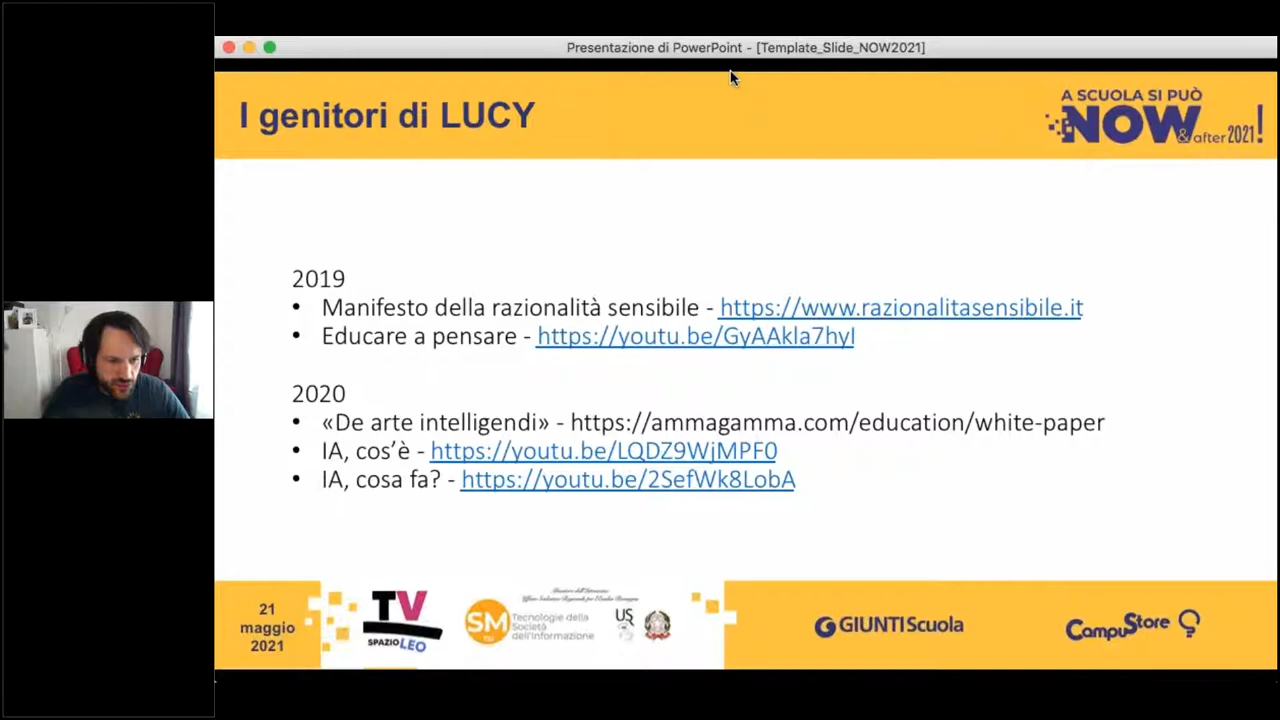 Presentazione di PowerPoint - [Template_Slide_NOW2021]
I genitori di LUCY
A SCUOLA SI PUÒ
NOW
& after 2021!
2019
• Manifesto della razionalità sensibile - https://www.razionalitasensibile.it
• Educare a pensare - https://youtu.be/GyAAkla7hyI
2020
• «De arte intelligendi» - https://ammagamma.com/education/white-paper
• IA, cos’è - https://youtu.be/LQDZ9WjMPF0
• IA, cosa fa? - https://youtu.be/2SefWk8LobA
21
maggio
2021
TV
SPAZIO LEO
SM
Tecnologie della
Società
dell'Informazione
US
GIUNTI Scuola
CampuStore